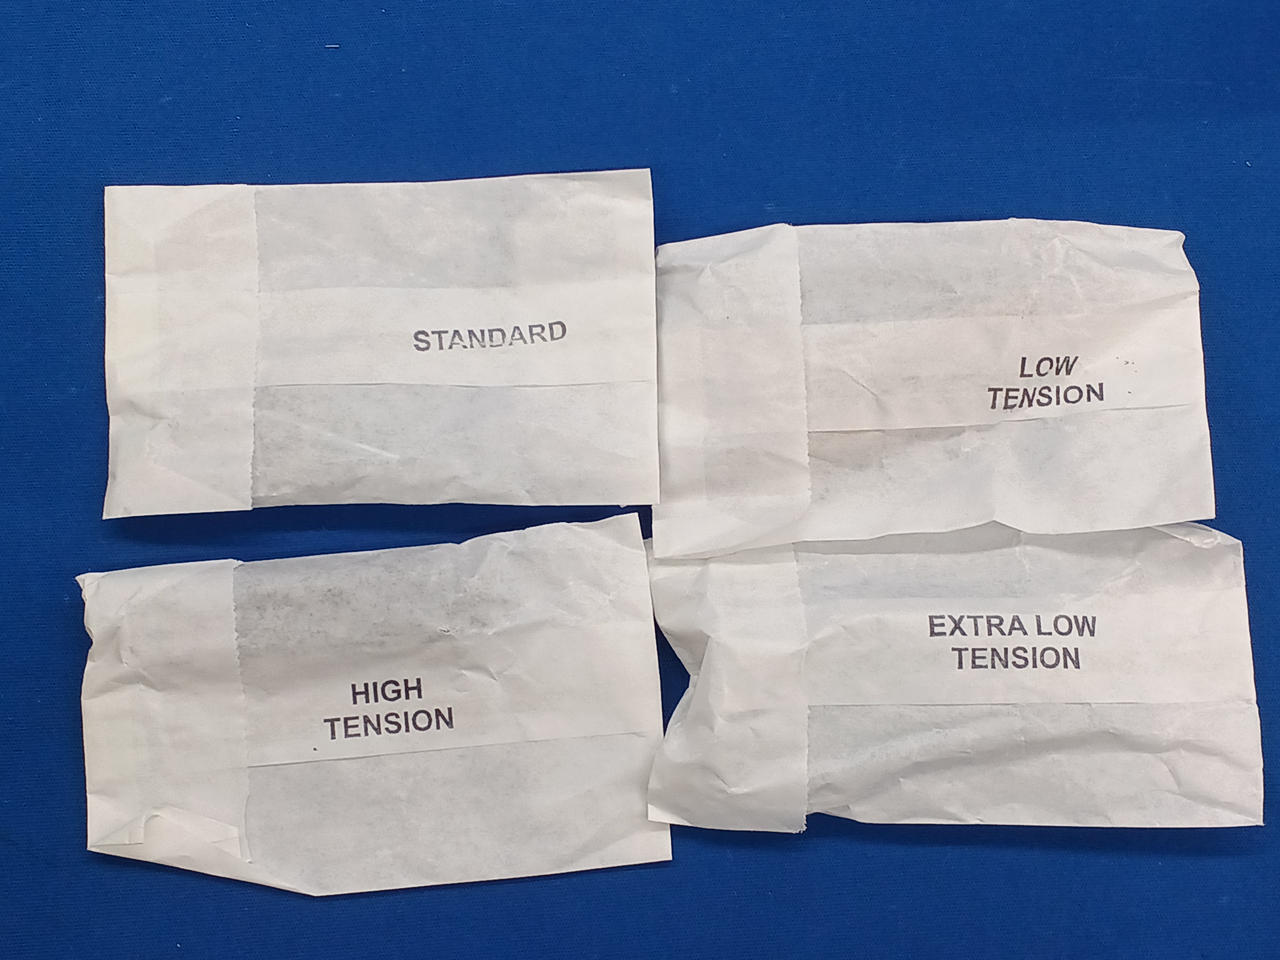 STANDARD
LOW
TENSION
HIGH
TENSION
EXTRA LOW
TENSION